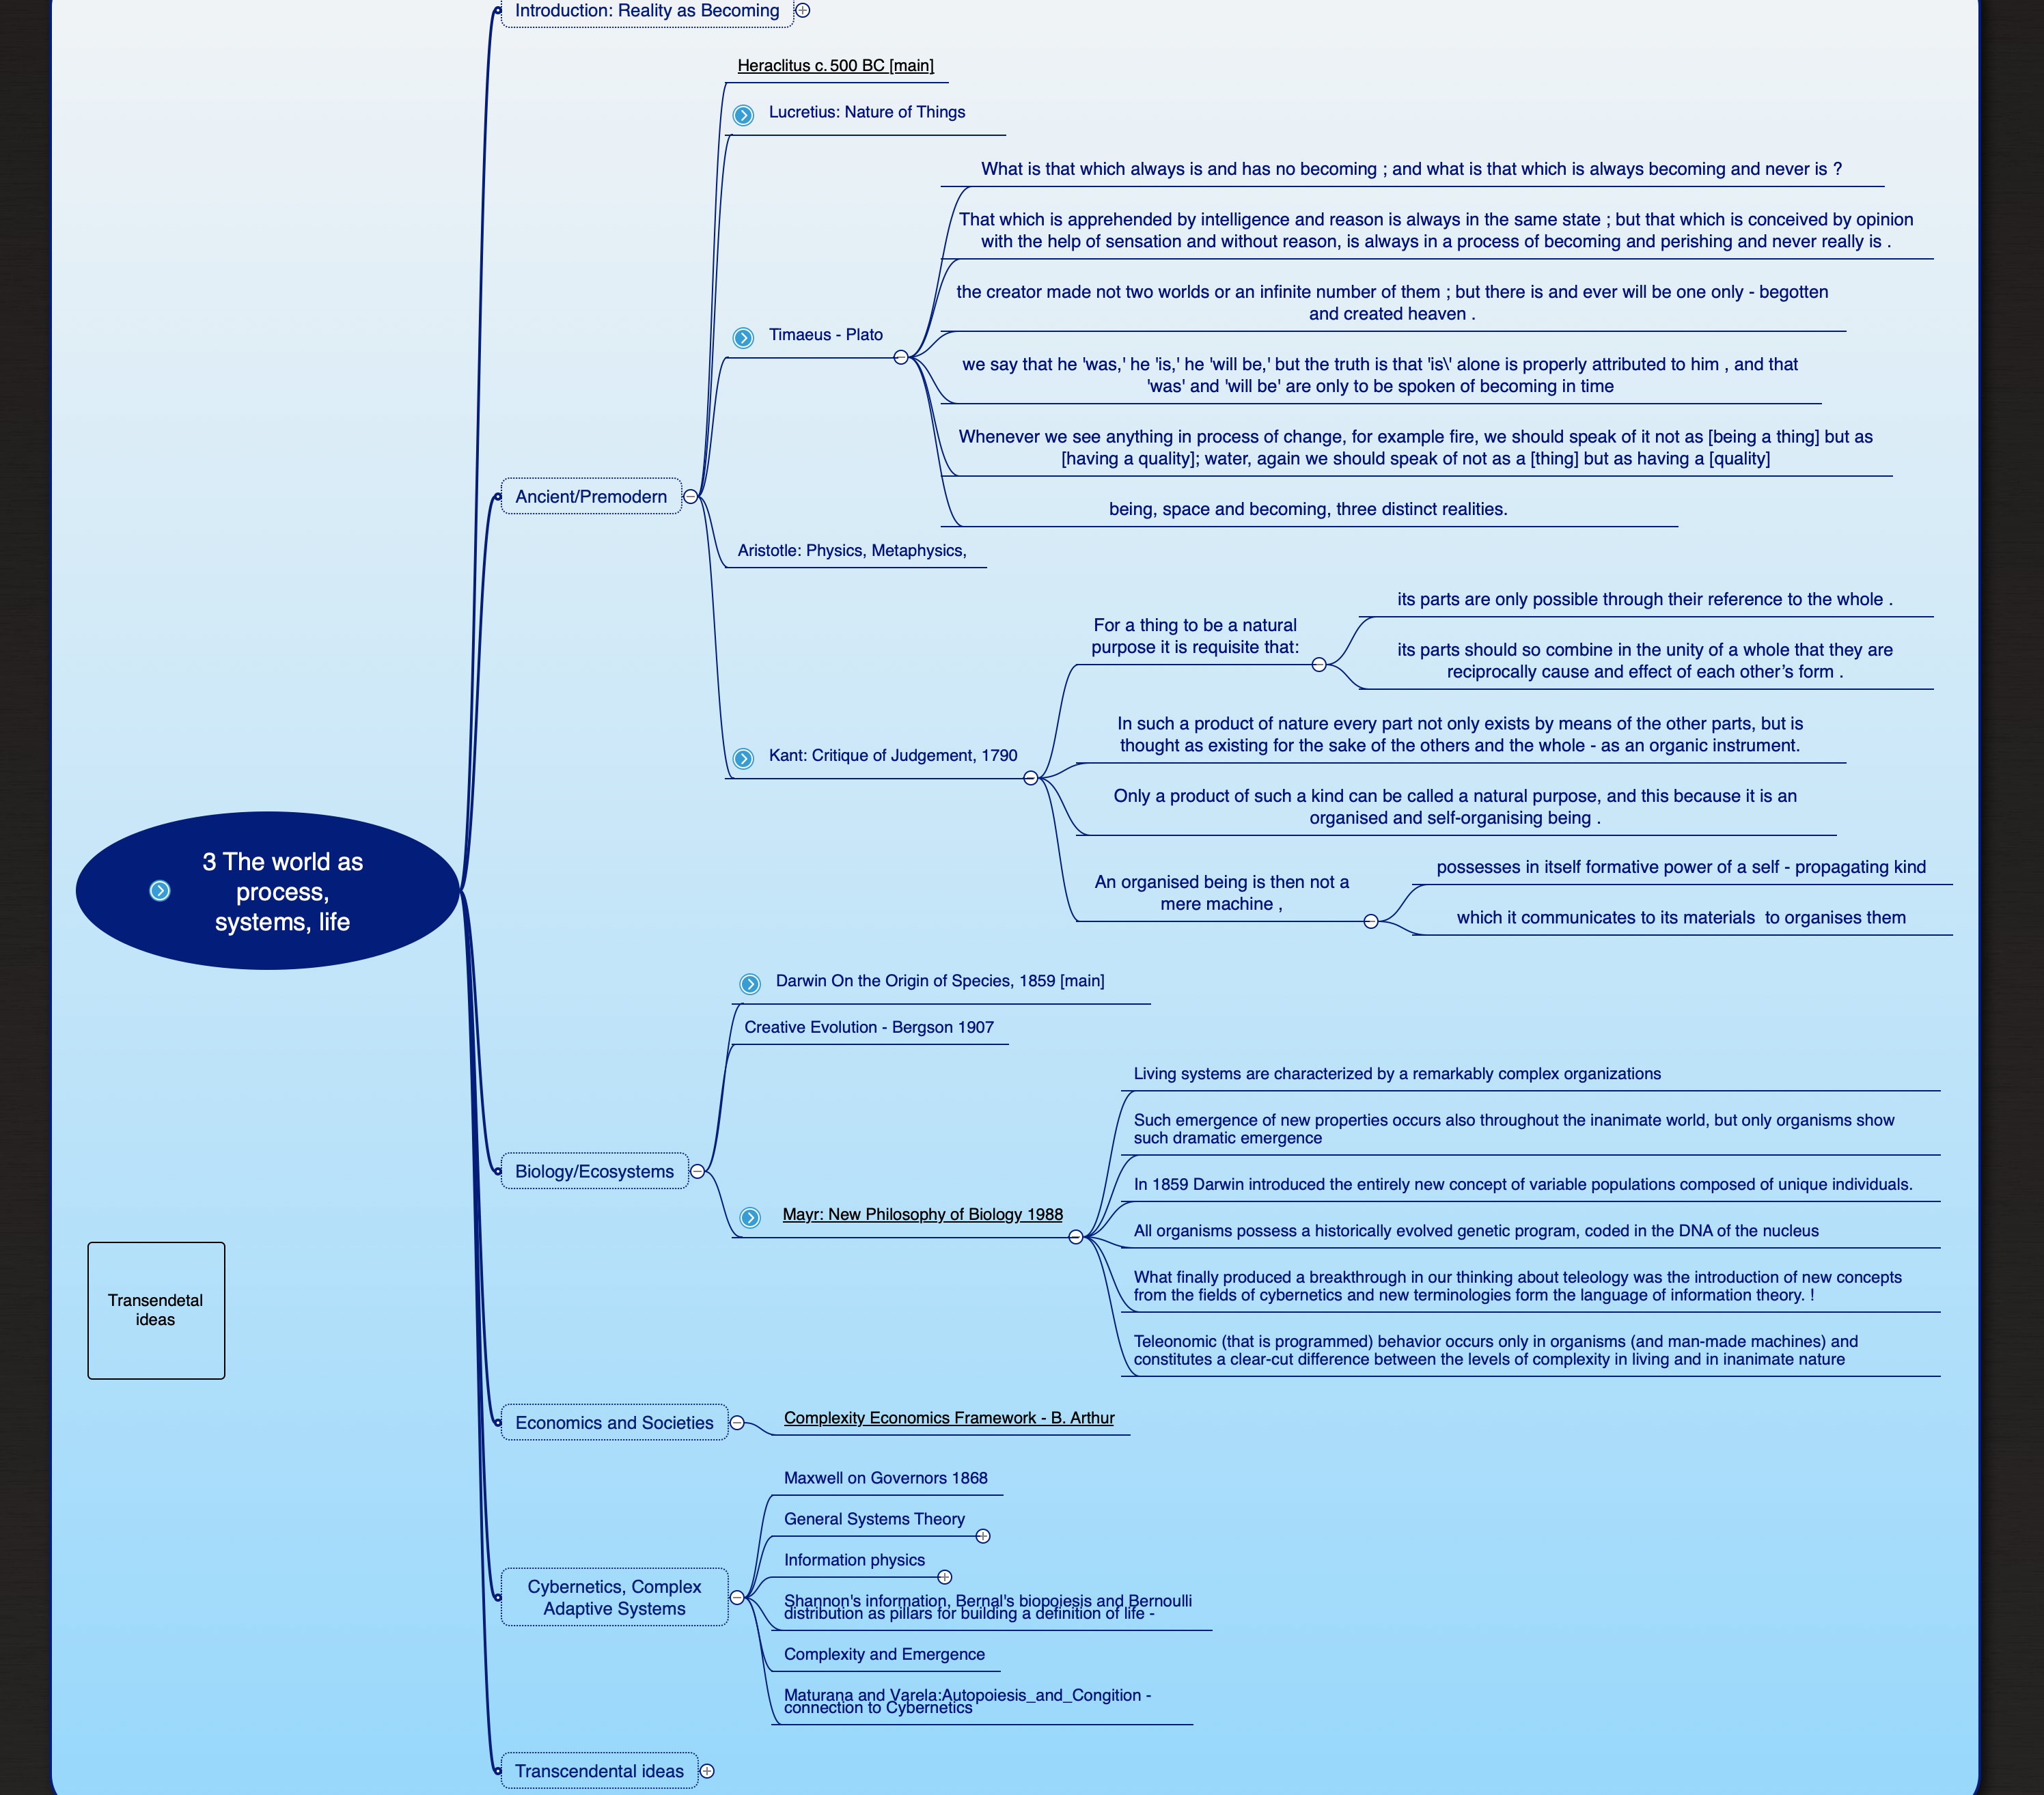 Introduction: Reality as Becoming
Heraclitus c. 500 BC [main]
Lucretius: Nature of Things
What is that which always is and has no becoming ; and what is that which is always becoming and never is ?
That which is apprehended by intelligence and reason is always in the same state ; but that which is conceived by opinion
with the help of sensation and without reason, is always in a process of becoming and perishing and never really is .
the creator made not two worlds or an infinite number of them ; but there is and ever will be one only - begotten
and created heaven .
Timaeus - Plato
we say that he 'was,' he 'is,' he 'will be,' but the truth is that 'is\' alone is properly attributed to him , and that
'was' and 'will be' are only to be spoken of becoming in time
Whenever we see anything in process of change, for example fire, we should speak of it not as [being a thing] but as
[having a quality]; water, again we should speak of not as a [thing] but as having a [quality]
being, space and becoming, three distinct realities.
Ancient/Premodern
Aristotle: Physics, Metaphysics,
For a thing to be a natural
purpose it is requisite that:
its parts are only possible through their reference to the whole .
its parts should so combine in the unity of a whole that they are
reciprocally cause and effect of each other’s form .
Kant: Critique of Judgement, 1790
In such a product of nature every part not only exists by means of the other parts, but is
thought as existing for the sake of the others and the whole - as an organic instrument.
Only a product of such a kind can be called a natural purpose, and this because it is an
organised and self-organising being .
An organised being is then not a
mere machine ,
possesses in itself formative power of a self - propagating kind
which it communicates to its materials  to organises them
3 The world as
process,
systems, life
Darwin On the Origin of Species, 1859 [main]
Creative Evolution - Bergson 1907
Biology/Ecosystems
Mayr: New Philosophy of Biology 1988
Living systems are characterized by a remarkably complex organizations
Such emergence of new properties occurs also throughout the inanimate world, but only organisms show
such dramatic emergence
In 1859 Darwin introduced the entirely new concept of variable populations composed of unique individuals.
All organisms possess a historically evolved genetic program, coded in the DNA of the nucleus
What finally produced a breakthrough in our thinking about teleology was the introduction of new concepts
from the fields of cybernetics and new terminologies form the language of information theory. !
Teleonomic (that is programmed) behavior occurs only in organisms (and man-made machines) and
constitutes a clear-cut difference between the levels of complexity in living and in inanimate nature
Transendetal
ideas
Economics and Societies
Complexity Economics Framework - B. Arthur
Cybernetics, Complex
Adaptive Systems
Maxwell on Governors 1868
General Systems Theory
Information physics
Shannon's information, Bernal's biopoiesis and Bernoulli
distribution as pillars for building a definition of life -
Complexity and Emergence
Maturana and Varela:Autopoiesis_and_Congition -
connection to Cybernetics
Transcendental ideas